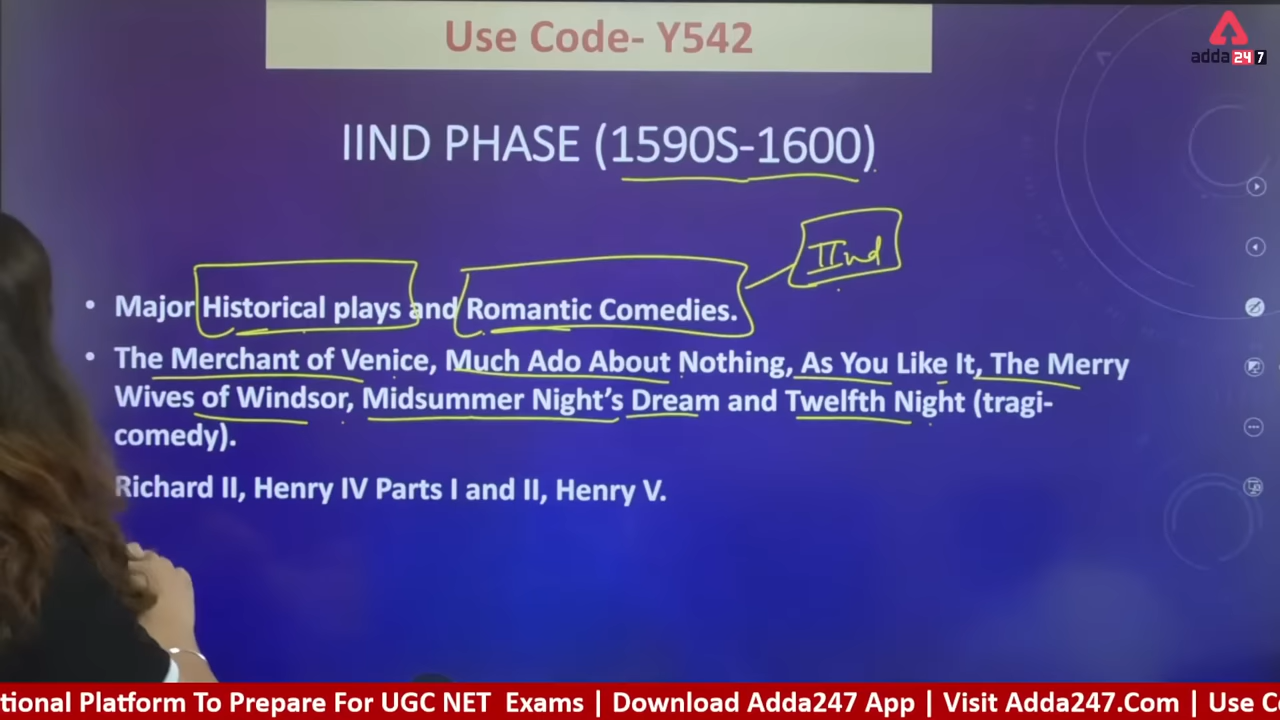 Use Code- Y542
adda247
IIND PHASE (1590S-1600)
IInd
• Major Historical plays and Romantic Comedies.
• The Merchant of Venice, Much Ado About Nothing, As You Like It, The Merry
Wives of Windsor, Midsummer Night's Dream and Twelfth Night (tragi-
comedy).
Richard II, Henry IV Parts I and II, Henry V.
tional Platform To Prepare For UGC NET Exams | Download Adda247 App | Visit Adda247.Com | Use C